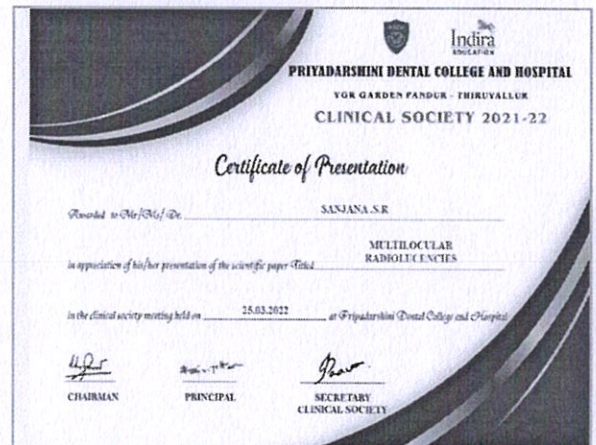 Indira
EDUCATION
PRIYADARSHINI DENTAL COLLEGE AND HOSPITAL
VGR GARDEN PANDUR - THIRUVALLUR
CLINICAL SOCIETY 2021-22
Certificate of Presentation
Awarded to Mr/Ms/Dr. SANJANA .S.R
MULTILOCULAR
in appreciation of his/her presentation of the scientific paper Titled RADIOLUCENCIES
in the clinical society meeting held on 25.03.2022 at Priyadarshini Dental College and Hospital
CHAIRMAN PRINCIPAL SECRETARY
CLINICAL SOCIETY